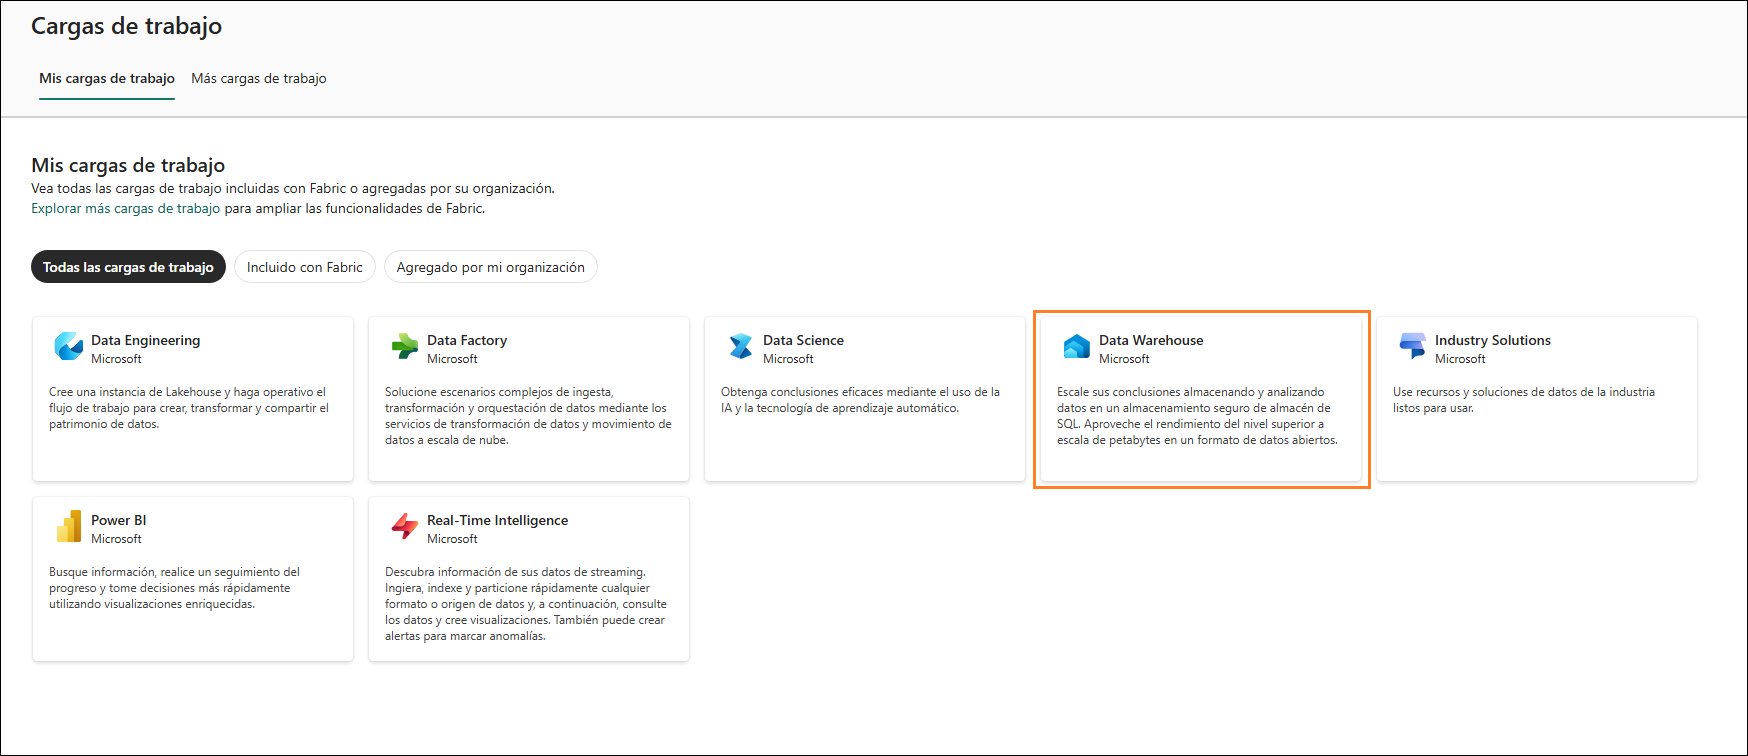 Cargas de trabajo
Mis cargas de trabajo
Más cargas de trabajo
Mis cargas de trabajo
Vea todas las cargas de trabajo incluidas con Fabric o agregadas por su organización.
Explorar más cargas de trabajo para ampliar las funcionalidades de Fabric.
Todas las cargas de trabajo
Incluido con Fabric
Agregado por mi organización
Data Engineering
Microsoft
Cree una instancia de Lakehouse y haga operativo el
flujo de trabajo para crear, transformar y compartir el
patrimonio de datos.
Data Factory
Microsoft
Solucione escenarios complejos de ingesta,
transformación y orquestación de datos mediante los
servicios de transformación de datos y movimiento de
datos a escala de nube.
Data Science
Microsoft
Obtenga conclusiones eficaces mediante el uso de la
IA y la tecnología de aprendizaje automático.
Data Warehouse
Microsoft
Escale sus conclusiones almacenando y analizando
datos en un almacenamiento seguro de almacén de
SQL. Aproveche el rendimiento del nivel superior a
escala de petabytes en un formato de datos abiertos.
Industry Solutions
Microsoft
Use recursos y soluciones de datos de la industria
listos para usar.
Power BI
Microsoft
Busque información, realice un seguimiento del
progreso y tome decisiones más rápidamente
utilizando visualizaciones enriquecidas.
Real-Time Intelligence
Microsoft
Descubra información de sus datos de streaming.
Ingiera, indexe y particione rápidamente cualquier
formato o origen de datos y, a continuación, consulte
los datos y cree visualizaciones. También puede crear
alertas para marcar anomalías.